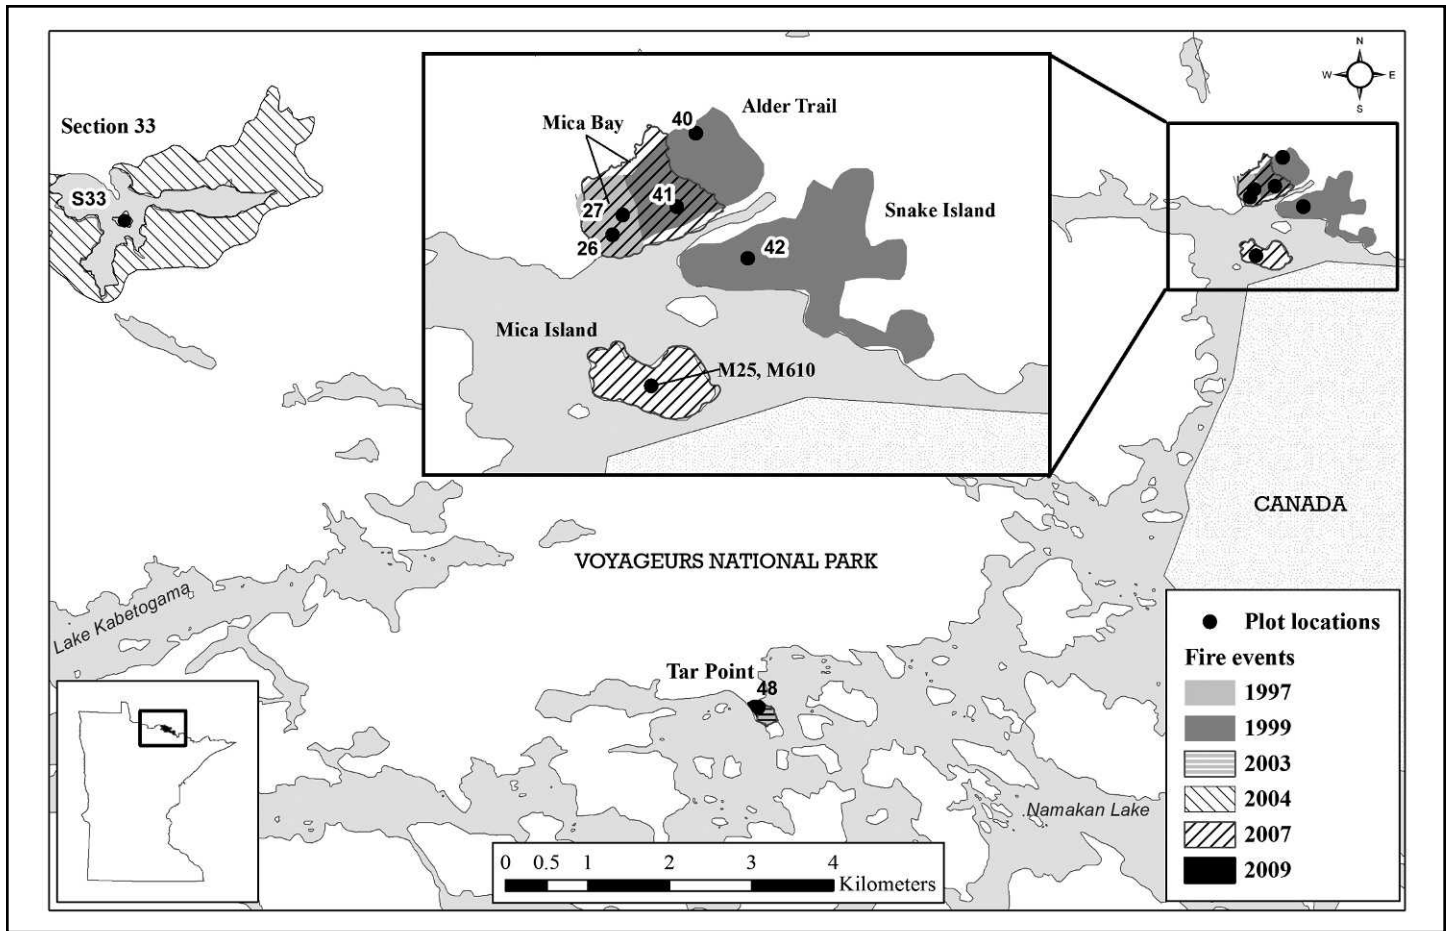 N
W E
S
Section 33
S33
Alder Trail
40
Mica Bay
27
41
26
Snake Island
42
Mica Island
M25, M610
CANADA
VOYAGEURS NATIONAL PARK
Lake Kabetogama
Tar Point
48
Namakan Lake
Plot locations
Fire events
1997
1999
2003
2004
2007
2009
0 0.5 1 2 3 4
Kilometers